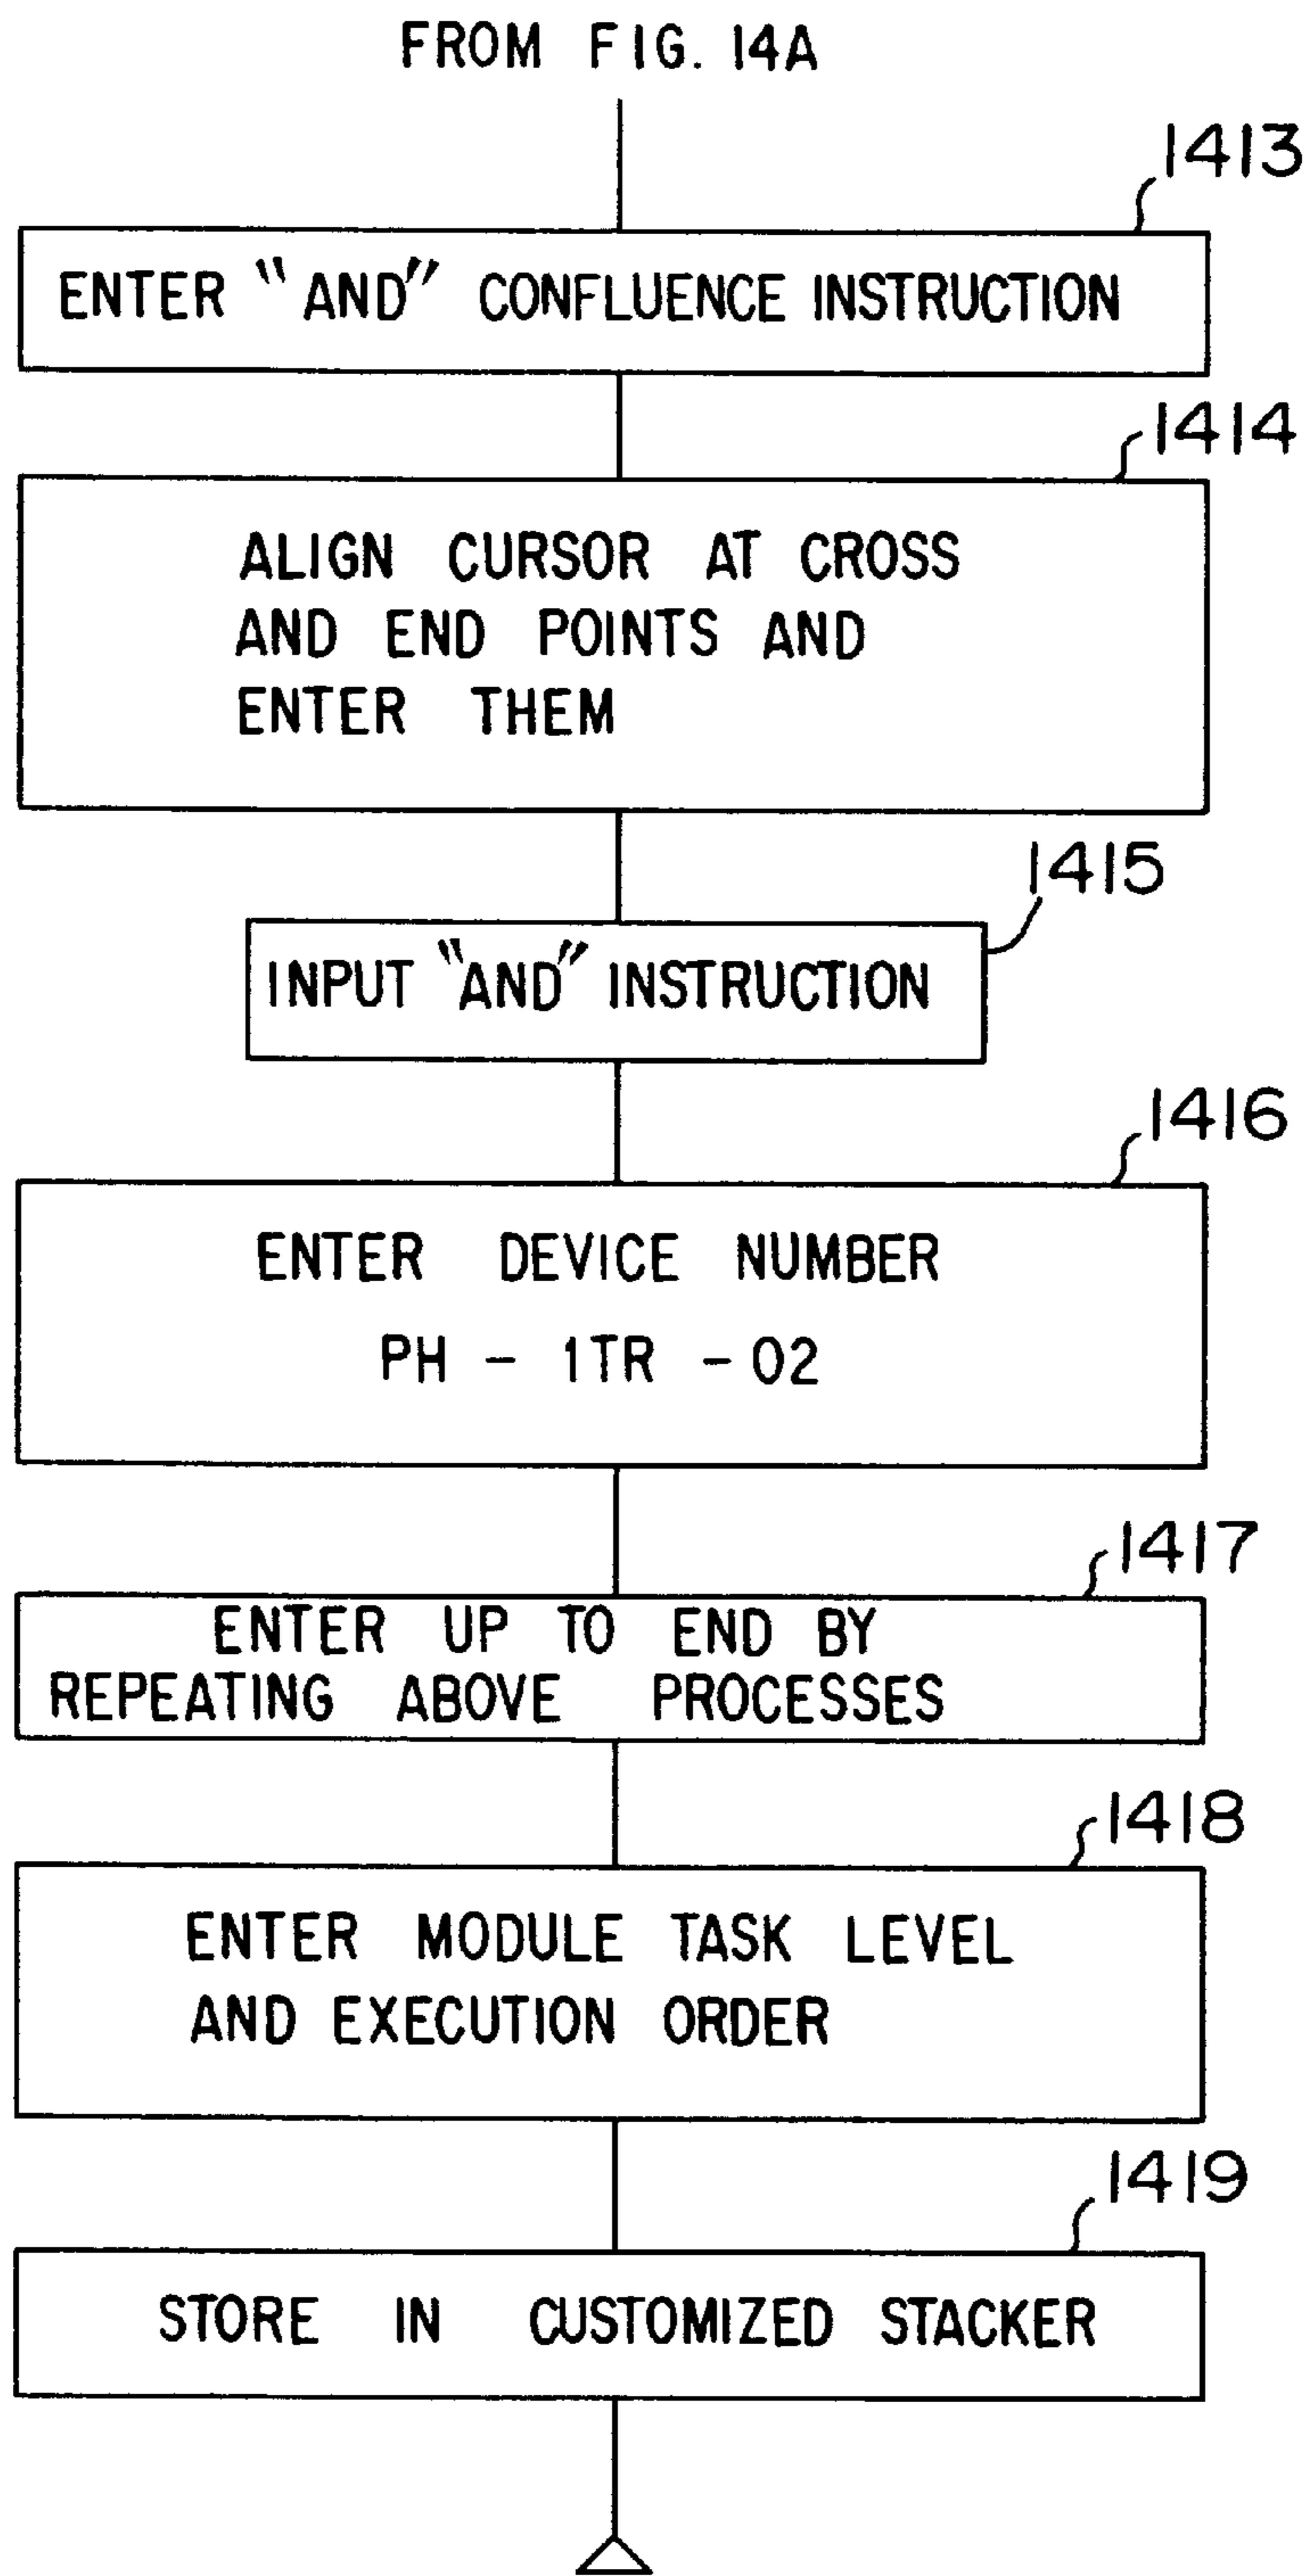 FROM FIG. 14A
1413
ENTER "AND" CONFLUENCE INSTRUCTION
1414
ALIGN CURSOR AT CROSS
AND END POINTS AND
ENTER THEM
1415
INPUT "AND" INSTRUCTION
1416
ENTER DEVICE NUMBER
PH - 1TR - 02
1417
ENTER UP TO END BY
REPEATING ABOVE PROCESSES
1418
ENTER MODULE TASK LEVEL
AND EXECUTION ORDER
1419
STORE IN CUSTOMIZED STACKER